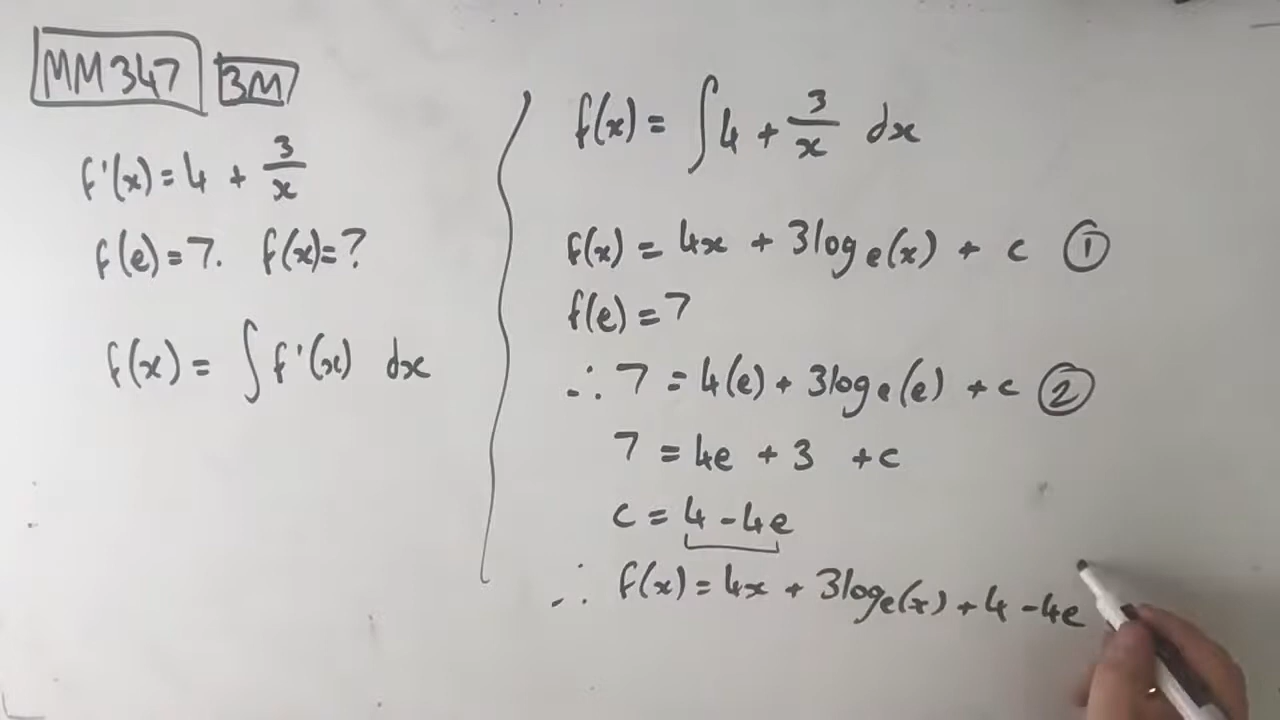 MM347 3M
f'(x) = 4 + 3/x
f(e) = 7. f(x) = ?
f(x) = ∫ f'(x) dx
f(x) = ∫ 4 + 3/x dx
f(x) = 4x + 3logₑ(x) + c ①
f(e) = 7
∴ 7 = 4(e) + 3logₑ(e) + c ②
7 = 4e + 3 + c
c = 4 - 4e
∴ f(x) = 4x + 3logₑ(x) + 4 - 4e